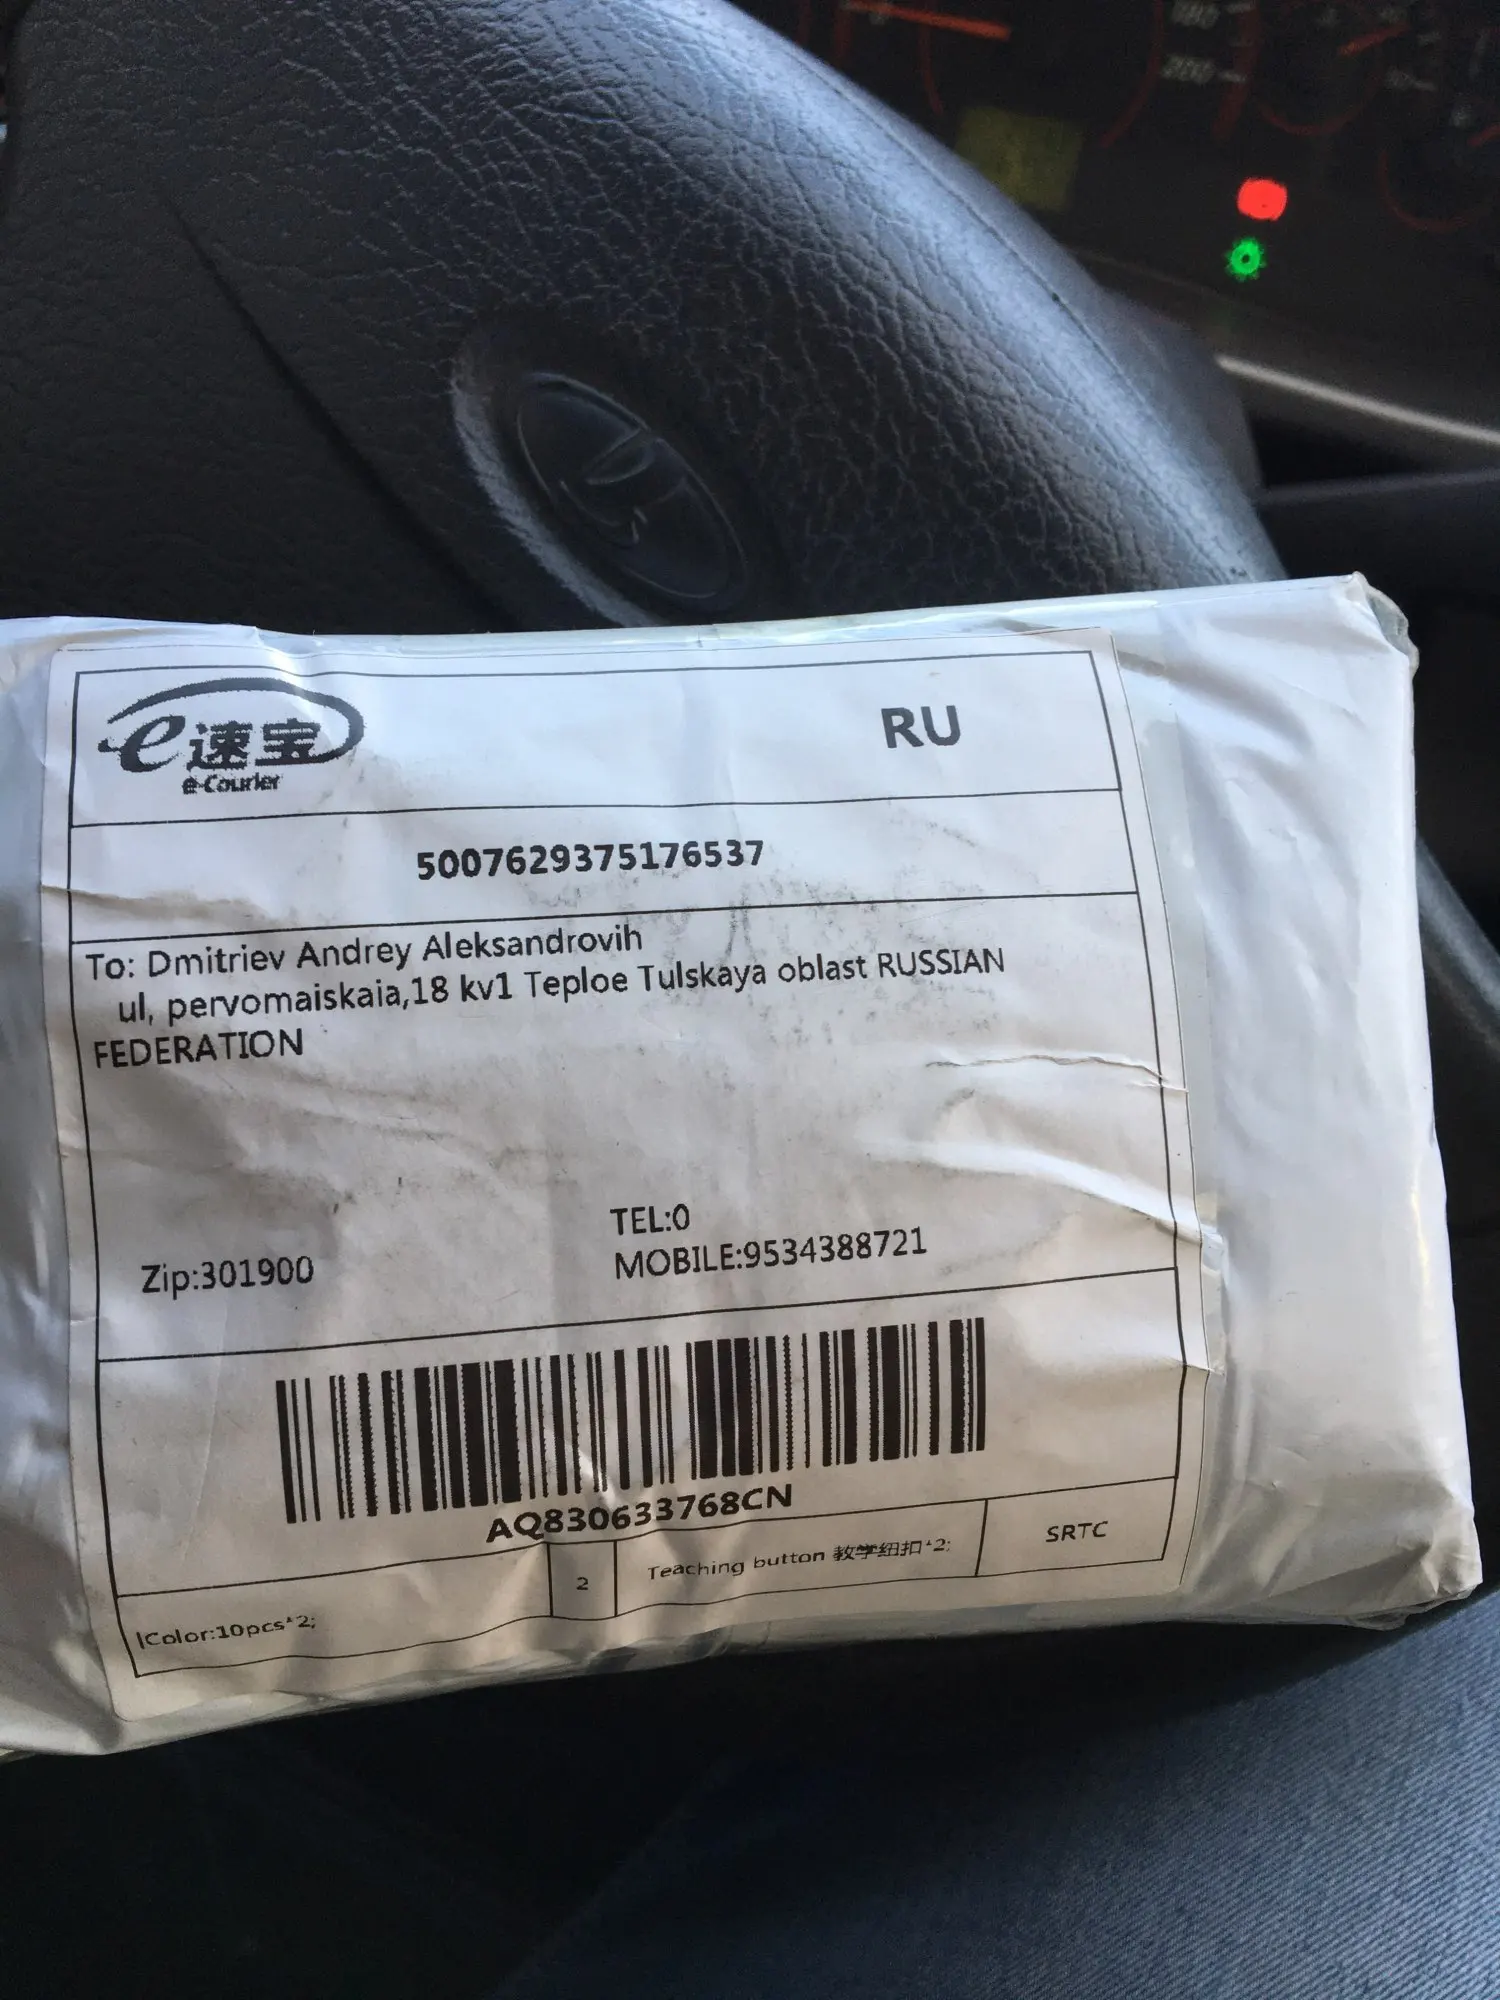 180
200
e速宝
e-Courier
RU
5007629375176537
To: Dmitriev Andrey Aleksandrovih
ul, pervomaiskaia,18 kv1 Teploe Tulskaya oblast RUSSIAN
FEDERATION
TEL:0
Zip:301900
MOBILE:9534388721
AQ830633768CN
|Color:10pcs*2;
2
Teaching button 教学纽扣*2;
SRTC